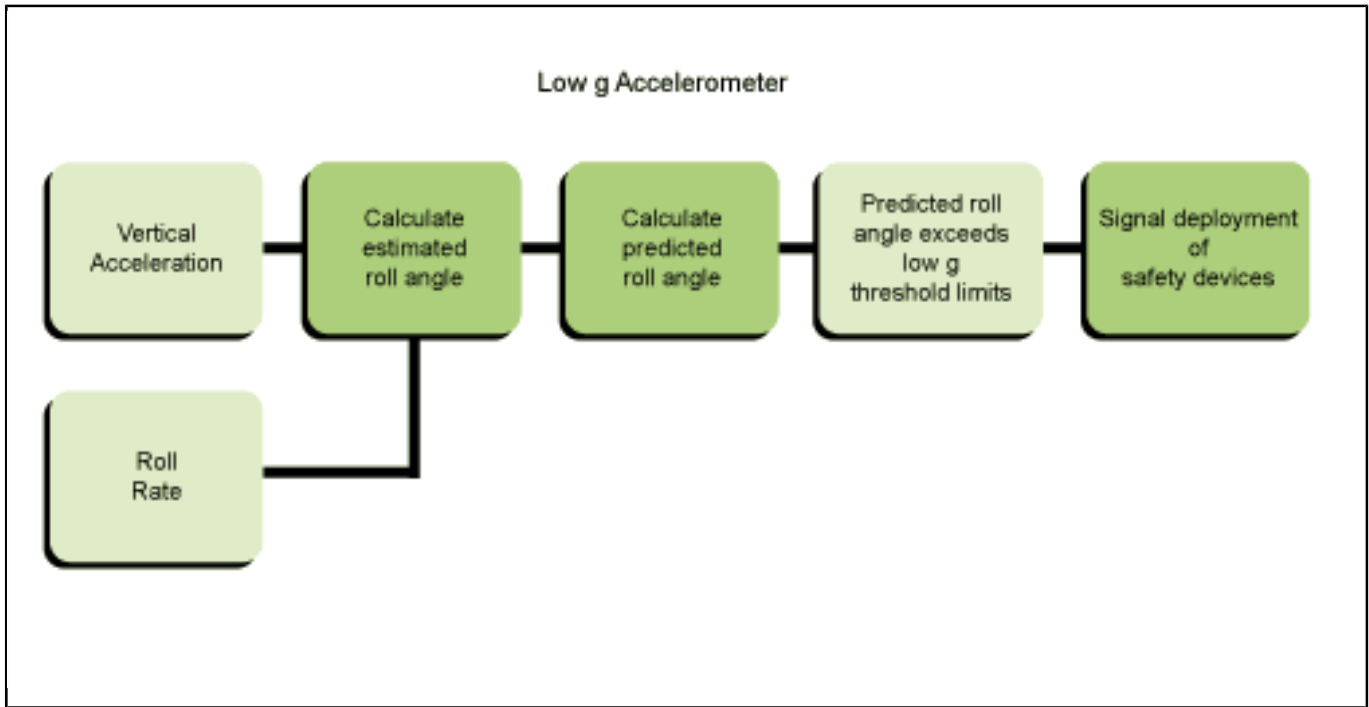 Low g Accelerometer
Vertical
Acceleration
Calculate
estimated
roll angle
Calculate
predicted
roll angle
Predicted roll
angle exceeds
low g
threshold limits
Signal deployment
of
safety devices
Roll
Rate